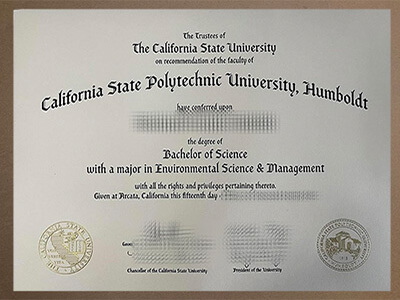 The Trustees of
The California State University
on recommendation of the faculty of
California State Polytechnic University, Humboldt
have conferred upon
the degree of
Bachelor of Science
with a major in Environmental Science & Management
with all the rights and privileges pertaining thereto.
Given at Arcata, California this fifteenth day
Chancellor of the California State University
President of the University